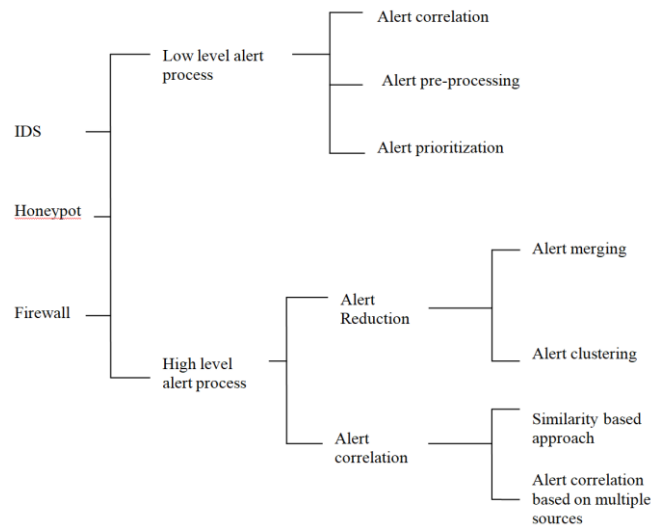 Alert correlation
Low level alert
process
Alert pre-processing
IDS
Alert prioritization
Honeypot
Alert merging
Firewall
Alert
Reduction
High level
alert process
Alert clustering
Similarity based
approach
Alert
correlation
Alert correlation
based on multiple
sources